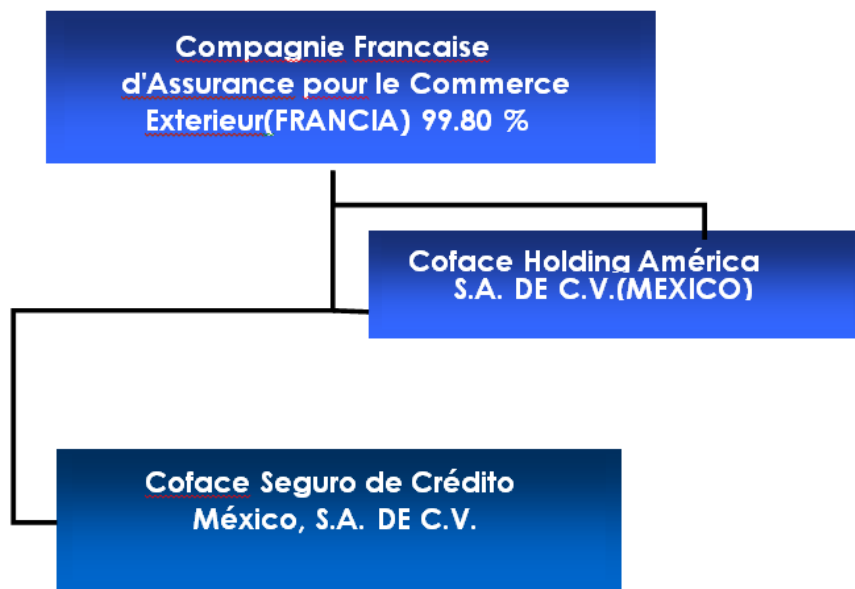 Compagnie Francaise
d'Assurance pour le Commerce
Exterieur(FRANCIA) 99.80 %
Coface Holding América
S.A. DE C.V.(MEXICO)
Coface Seguro de Crédito
México, S.A. DE C.V.